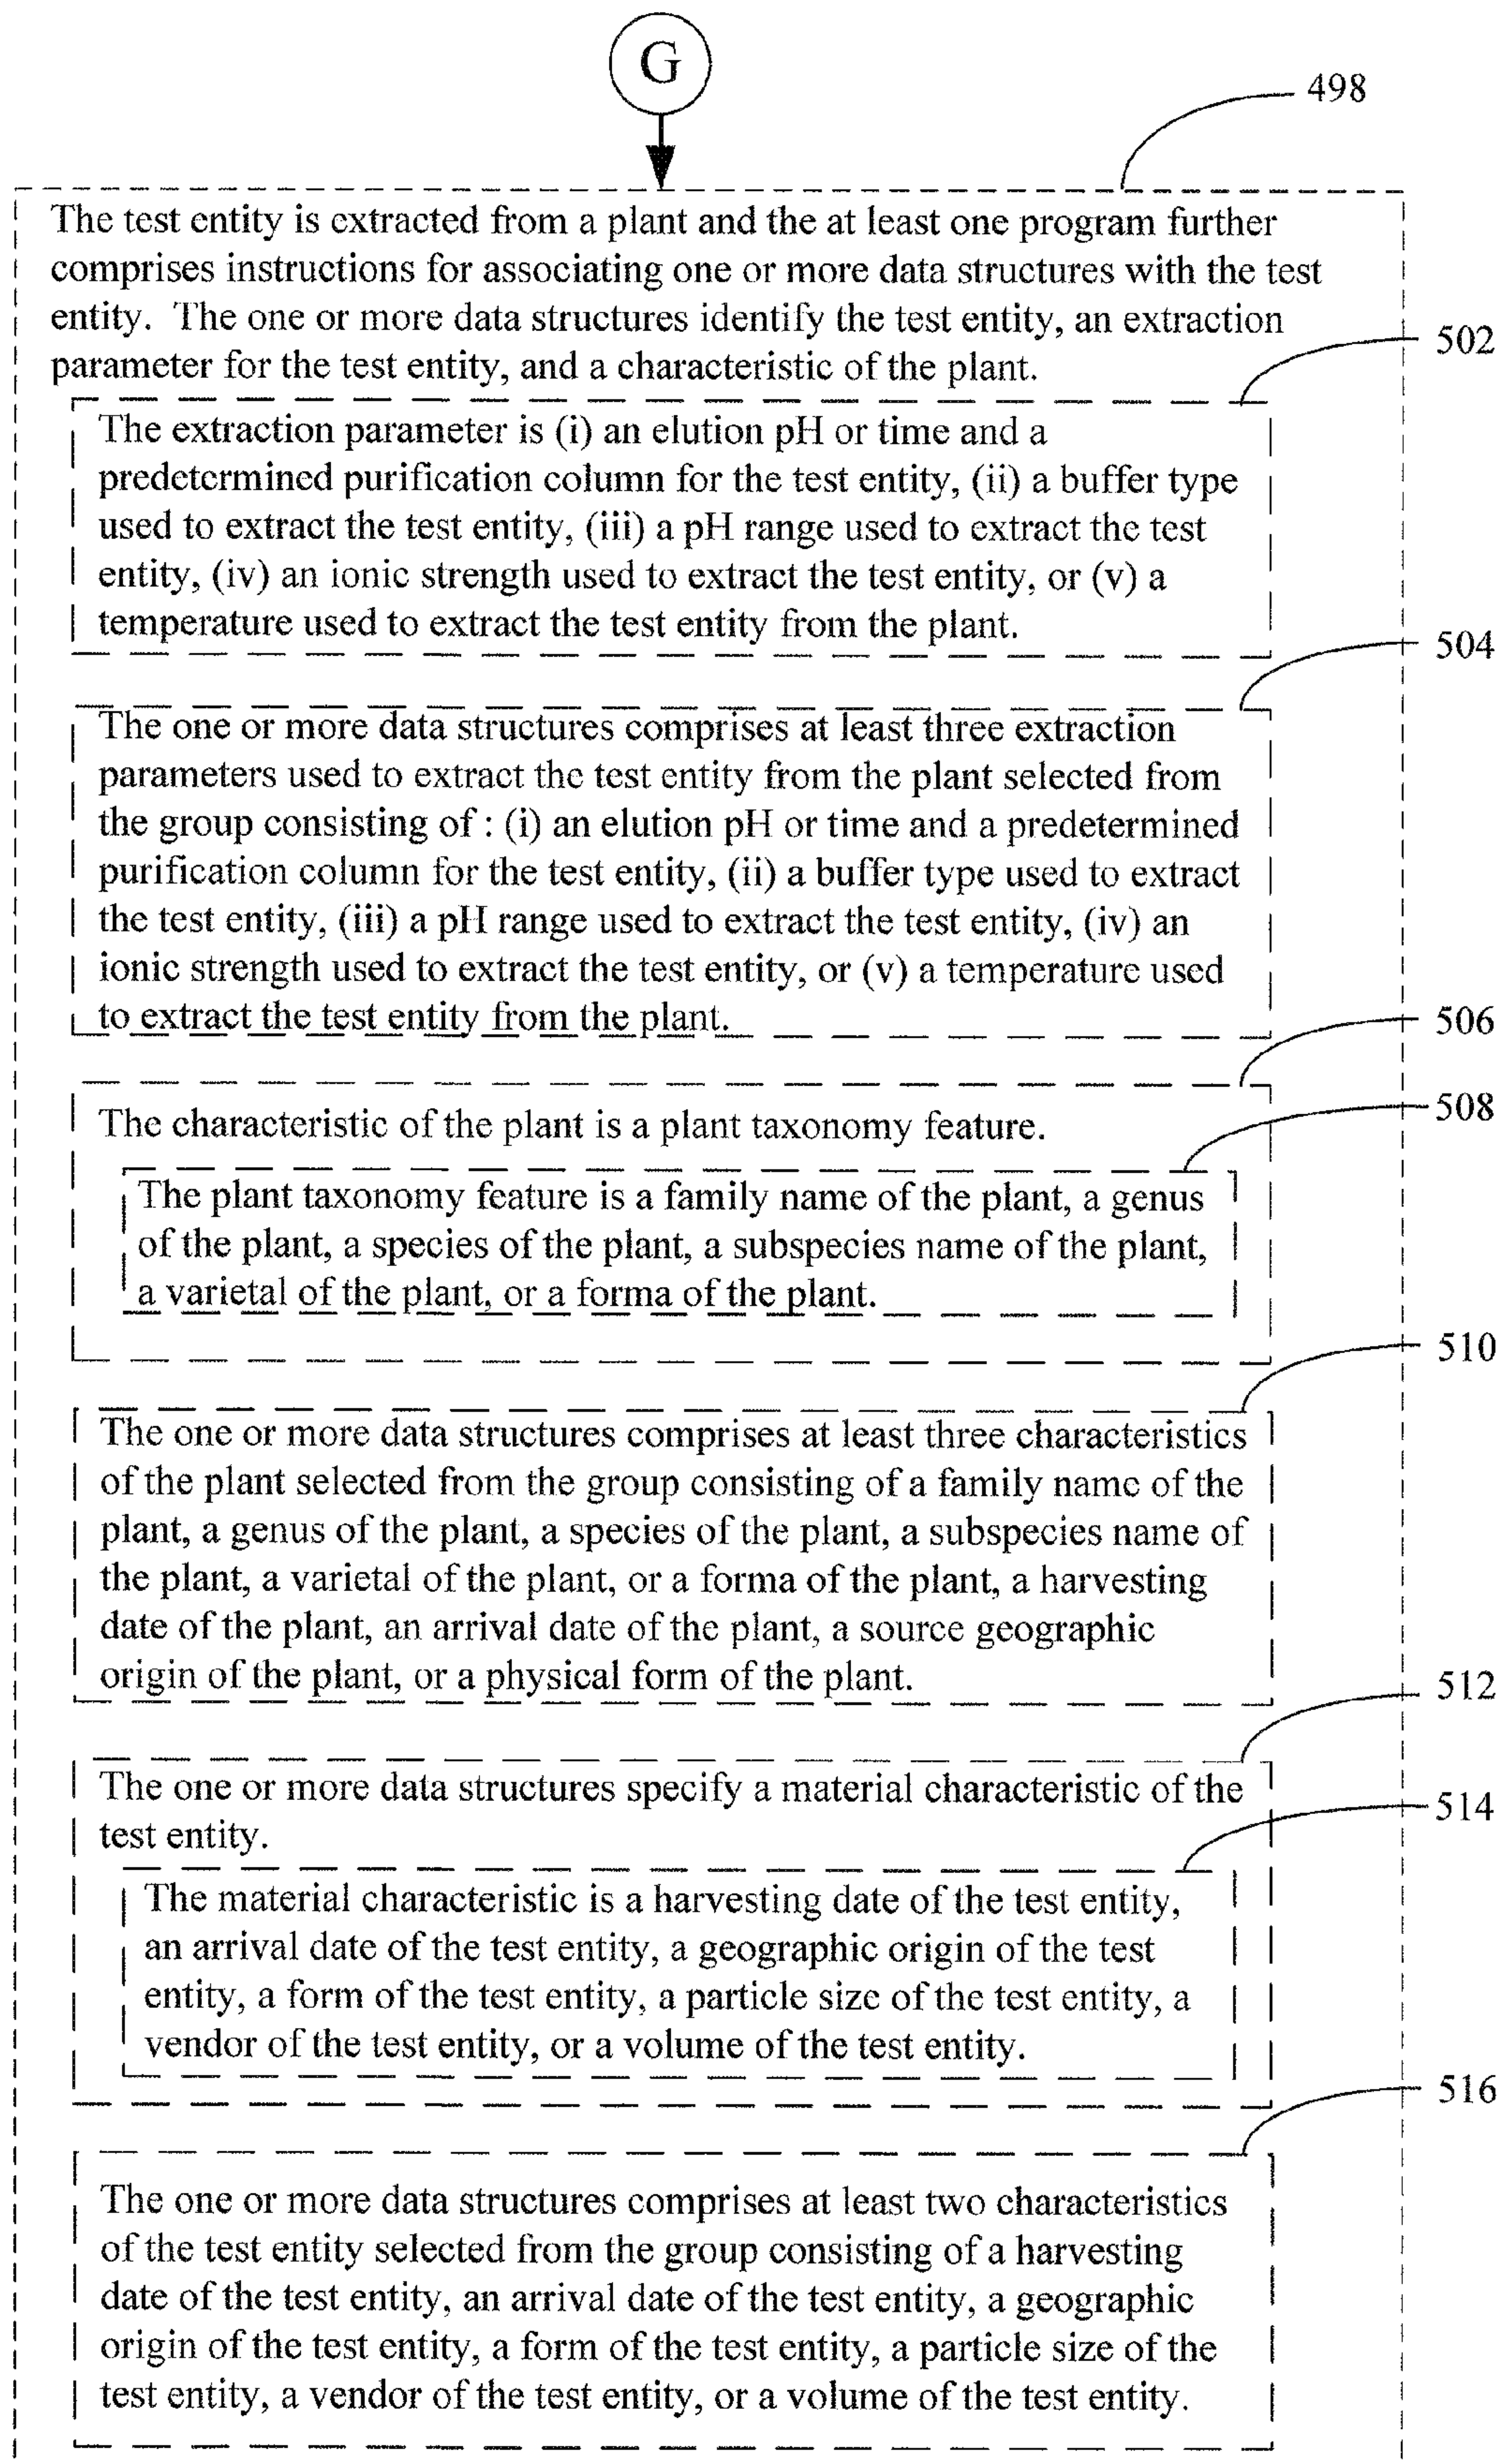 G
498
The test entity is extracted from a plant and the at least one program further
comprises instructions for associating one or more data structures with the test
entity. The one or more data structures identify the test entity, an extraction
parameter for the test entity, and a characteristic of the plant.
502
The extraction parameter is (i) an elution pH or time and a
predetermined purification column for the test entity, (ii) a buffer type
used to extract the test entity, (iii) a pH range used to extract the test
entity, (iv) an ionic strength used to extract the test entity, or (v) a
temperature used to extract the test entity from the plant.
504
The one or more data structures comprises at least three extraction
parameters used to extract the test entity from the plant selected from
the group consisting of : (i) an elution pH or time and a predetermined
purification column for the test entity, (ii) a buffer type used to extract
the test entity, (iii) a pH range used to extract the test entity, (iv) an
ionic strength used to extract the test entity, or (v) a temperature used
to extract the test entity from the plant.
506
The characteristic of the plant is a plant taxonomy feature.
508
The plant taxonomy feature is a family name of the plant, a genus
of the plant, a species of the plant, a subspecies name of the plant,
a varietal of the plant, or a forma of the plant.
510
The one or more data structures comprises at least three characteristics
of the plant selected from the group consisting of a family name of the
plant, a genus of the plant, a species of the plant, a subspecies name of
the plant, a varietal of the plant, or a forma of the plant, a harvesting
date of the plant, an arrival date of the plant, a source geographic
origin of the plant, or a physical form of the plant.
512
The one or more data structures specify a material characteristic of the
test entity.
514
The material characteristic is a harvesting date of the test entity,
an arrival date of the test entity, a geographic origin of the test
entity, a form of the test entity, a particle size of the test entity, a
vendor of the test entity, or a volume of the test entity.
516
The one or more data structures comprises at least two characteristics
of the test entity selected from the group consisting of a harvesting
date of the test entity, an arrival date of the test entity, a geographic
origin of the test entity, a form of the test entity, a particle size of the
test entity, a vendor of the test entity, or a volume of the test entity.